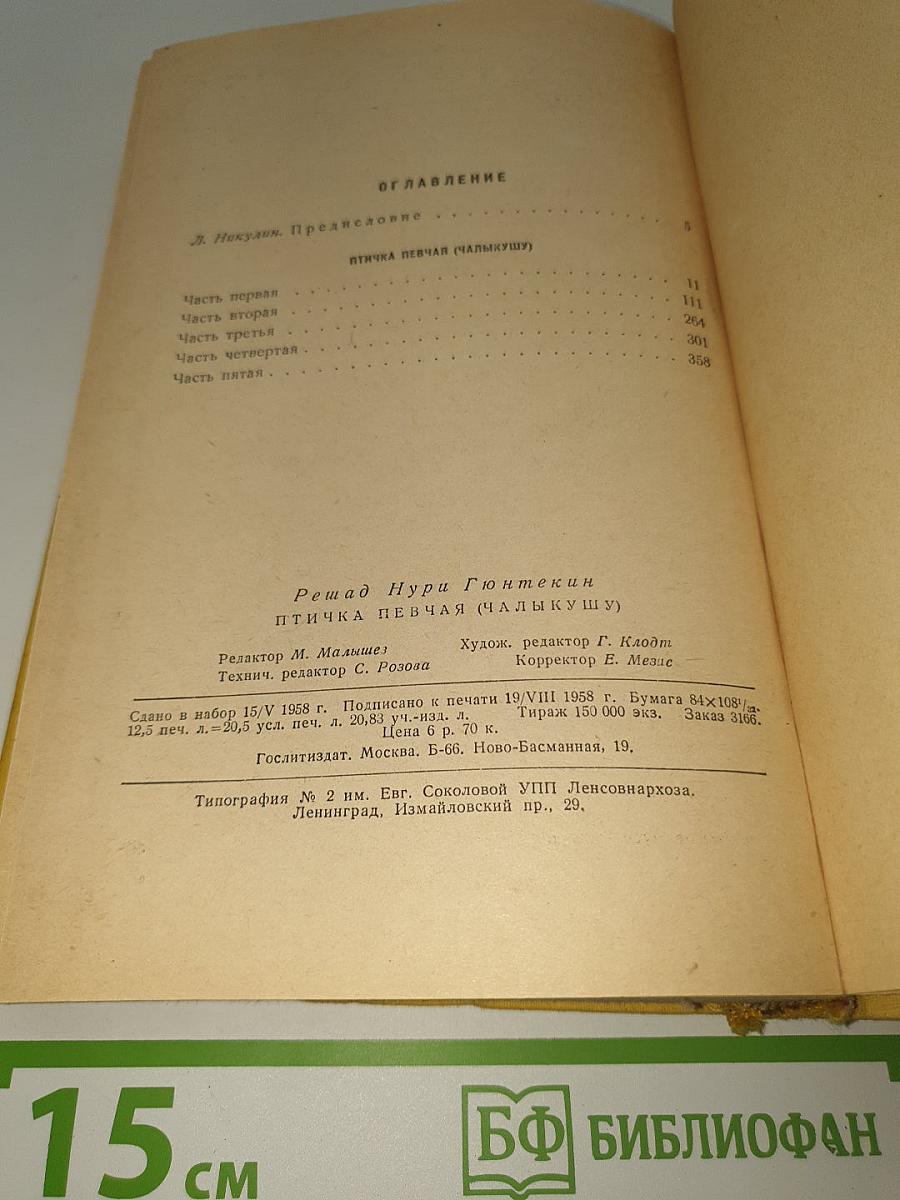 ОГЛАВЛЕНИЕ
Л. Никулин. Предисловие . . . . . . . . . . . . . . . 5
ПТИЧКА ПЕВЧАЯ (ЧАЛЫКУШУ)
Часть первая . . . . . . . . . . . . . . . . . . 11
Часть вторая . . . . . . . . . . . . . . . . . . 111
Часть третья . . . . . . . . . . . . . . . . . . 264
Часть четвертая . . . . . . . . . . . . . . . . . 301
Часть пятая . . . . . . . . . . . . . . . . . . 358
Решад Нури Гюнтекин
ПТИЧКА ПЕВЧАЯ (ЧАЛЫКУШУ)
Редактор М. Малышев Худож. редактор Г. Клодт
Технич. редактор С. Розова Корректор Е. Мезис
Сдано в набор 15/V 1958 г. Подписано к печати 19/VIII 1958 г. Бумага 84×108¹/₃₂.
12,5 печ. л.=20,5 усл. печ. л. 20,83 уч.-изд. л. Тираж 150 000 экз. Заказ 3166.
Цена 6 р. 70 к.
Гослитиздат. Москва. Б-66. Ново-Басманная, 19.
Типография № 2 им. Евг. Соколовой УПП Ленсовнархоза.
Ленинград, Измайловский пр., 29.
15 см БФ БИБЛИОФАН